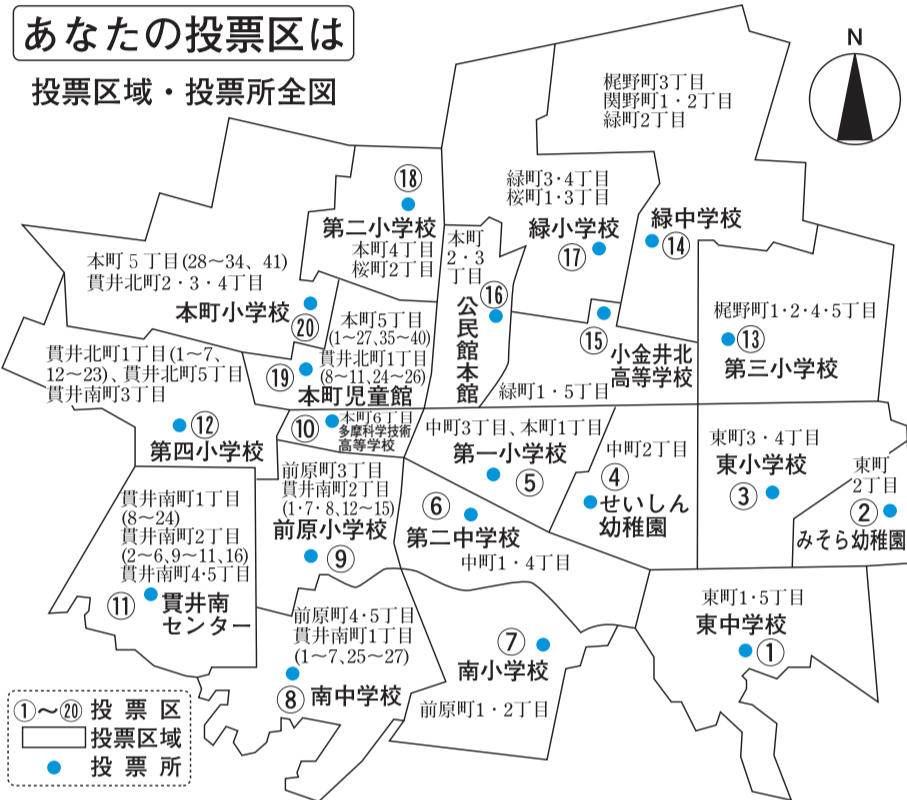 あなたの投票区は
投票区域・投票所全図
N
梶野町3丁目
関野町1・2丁目
緑町2丁目
緑中学校
⑭
⑱
第二小学校
本町4丁目
桜町2丁目
緑町3・4丁目
桜町1・3丁目
緑小学校
⑰
本町
2・3
丁目
⑯
公民館本館
本町5丁目(28～34、41)
貫井北町2・3・4丁目
本町小学校
⑳
本町5丁目
(1～27、35～40)
貫井北町1丁目
(8～11、24～26)
⑲
本町児童館
⑮
小金井北
高等学校
緑町1・5丁目
梶野町1・2・4・5丁目
⑬
第三小学校
貫井北町1丁目(1～7、
12～23)、貫井北町5丁目
貫井南町3丁目
⑫
第四小学校
⑩
本町6丁目
多摩科学技術
高等学校
中町3丁目、本町1丁目
第一小学校
⑤
中町2丁目
④
せいしん
幼稚園
東町3・4丁目
東小学校
③
東町
2丁目
②
みそら幼稚園
前原町3丁目
貫井南町2丁目
(1・7・8、12～15)
前原小学校
⑨
⑥
第二中学校
中町1・4丁目
貫井南町1丁目
(8～24)
貫井南町2丁目
(2～6、9～11、16)
貫井南町4・5丁目
⑪
貫井南
センター
前原町4・5丁目
貫井南町1丁目
(1～7、25～27)
⑧
南中学校
⑦
南小学校
前原町1・2丁目
東町1・5丁目
東中学校
①
①～⑳ 投票区
投票区域
投票所